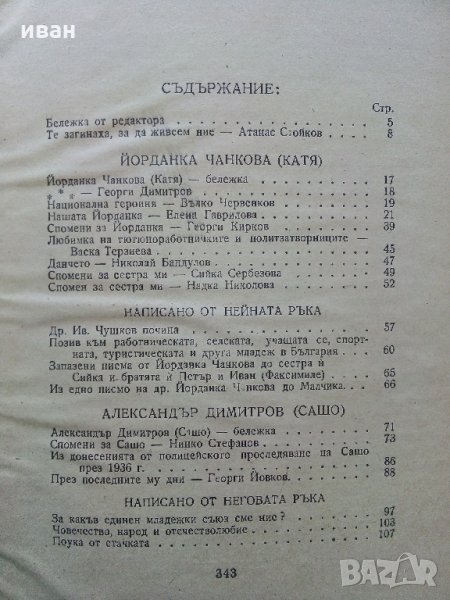 иван
СЪДЪРЖАНИЕ:
Стр.
Бележка от редактора 5
Те загинаха, за да живеем ние — Атанас Стойков 8
ЙОРДАНКА ЧАНКОВА (КАТЯ)
Йорданка Чанкова (Катя) — бележка 17
* * * — Георги Димитров 18
Национална героиня — Вълко Червенков 19
Нашата Йорданка — Елена Гаврилова 21
Спомени за Йорданка — Георги Кирков 39
Любимка на тютюноработничките и политзатворниците —
Васка Терзиева 45
Данчето — Николай Бандулов 47
Спомени за сестра ми — Сийка Сербезова 49
Спомен за сестра ми — Надка Николова 52
НАПИСАНО ОТ НЕЙНАТА РЪКА
Др. Ив. Чушков почина 57
Позив към работническата, селската, учащата се, спорт-
ната, туристическата и друга младеж в България 60
Запазени писма от Йорданка Чанкова до сестра ѝ
Сийка и братята ѝ Петър и Иван (Факсимиле) 65
Из едно писмо на др. Йорданка Чанкова до Малчика. 66
АЛЕКСАНДЪР ДИМИТРОВ (САШО)
Александър Димитров (Сашо) — бележка 71
Спомени за Сашо — Нинко Стефанов 73
Из донесенията от полицейското проследяване на Сашо
през 1936 г. 86
През последните му дни — Георги Йовков. 88
НАПИСАНО ОТ НЕГОВАТА РЪКА
За какъв единен младежки съюз сме ние? 97
Човечество, народ и отечестволюбие 103
Поука от стачката 107
343
BAZAR.bg